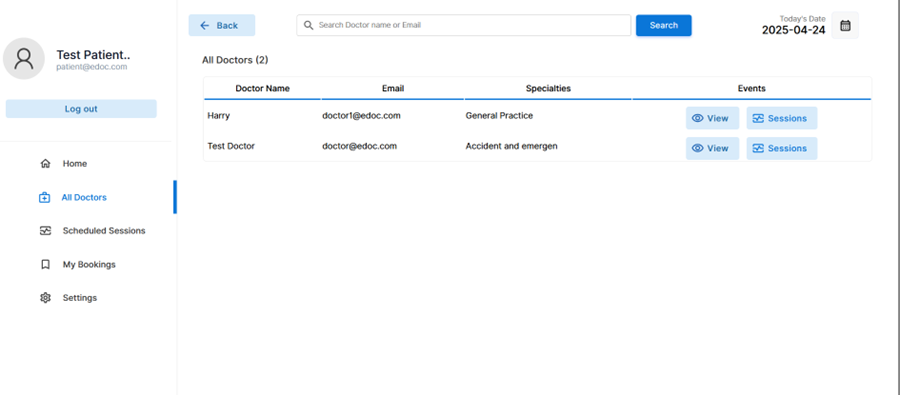 Test Patient..
patient@edoc.com
Log out
Home
All Doctors
Scheduled Sessions
My Bookings
Settings
Back
Search Doctor name or Email
Search
Today's Date
2025-04-24
All Doctors (2)
Doctor Name Email Specialties Events
Harry doctor1@edoc.com General Practice View Sessions
Test Doctor doctor@edoc.com Accident and emergen View Sessions